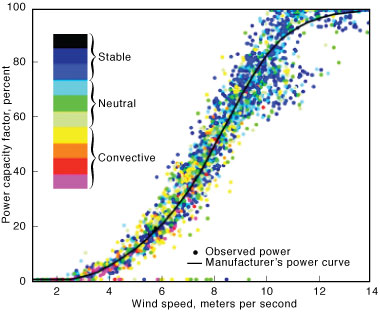 Power capacity factor, percent
100
80
60
40
20
0
Stable
Neutral
Convective
Observed power
Manufacturer's power curve
2 4 6 8 10 12 14
Wind speed, meters per second